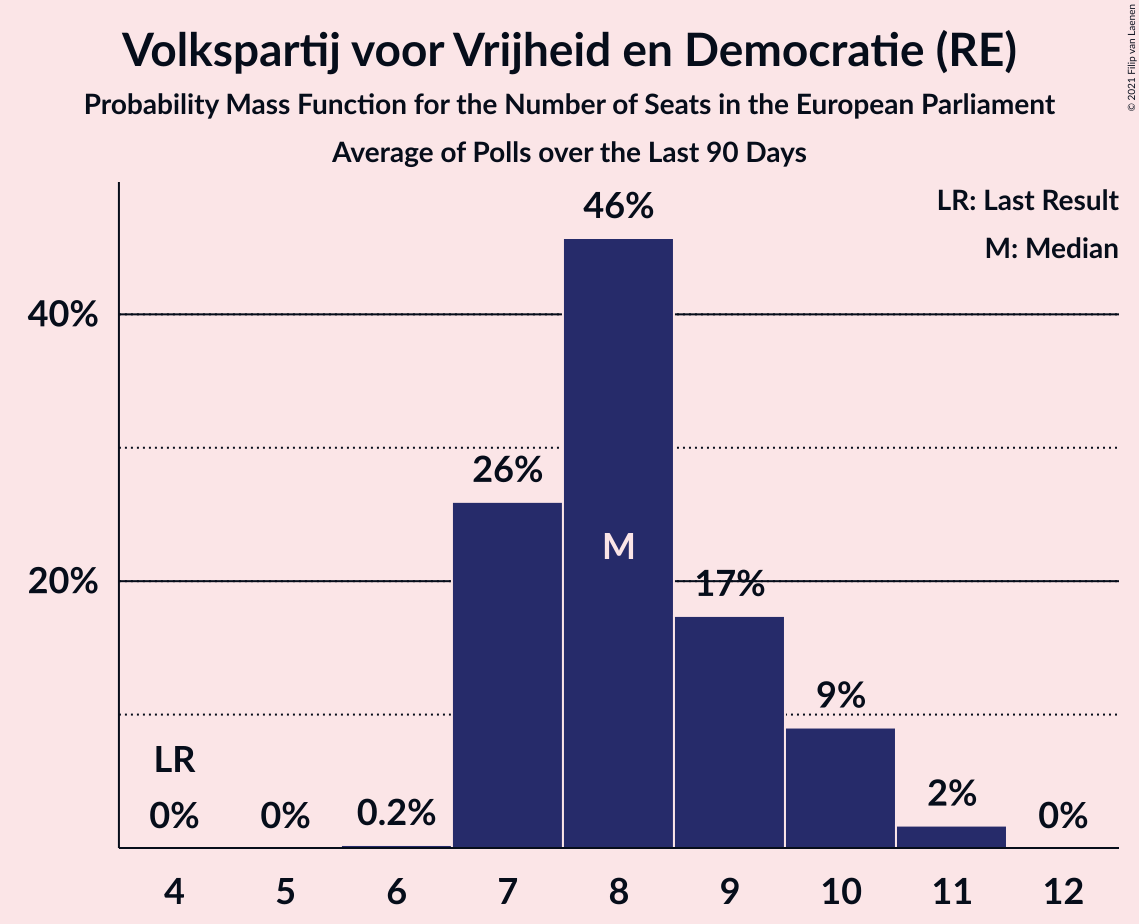 Volkspartij voor Vrijheid en Democratie (RE)
Probability Mass Function for the Number of Seats in the European Parliament
Average of Polls over the Last 90 Days
© 2021 Filip van Laenen
LR: Last Result
M: Median
46%
40%
26%
M
20%
17%
9%
LR
0%
0%
0.2%
2%
0%
4 5 6 7 8 9 10 11 12